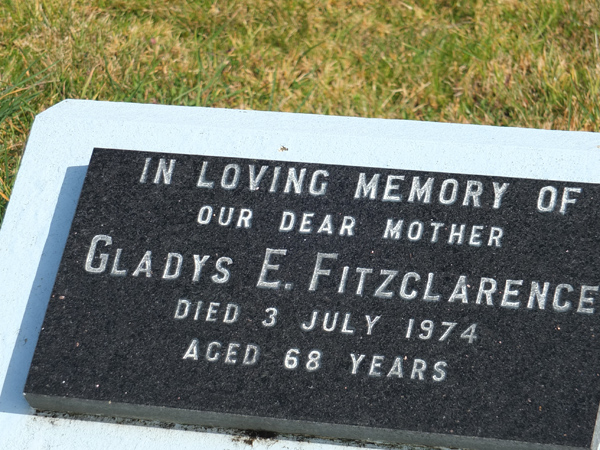 IN LOVING MEMORY OF
OUR DEAR MOTHER
GLADYS E. FITZCLARENCE
DIED 3 JULY 1974
AGED 68 YEARS